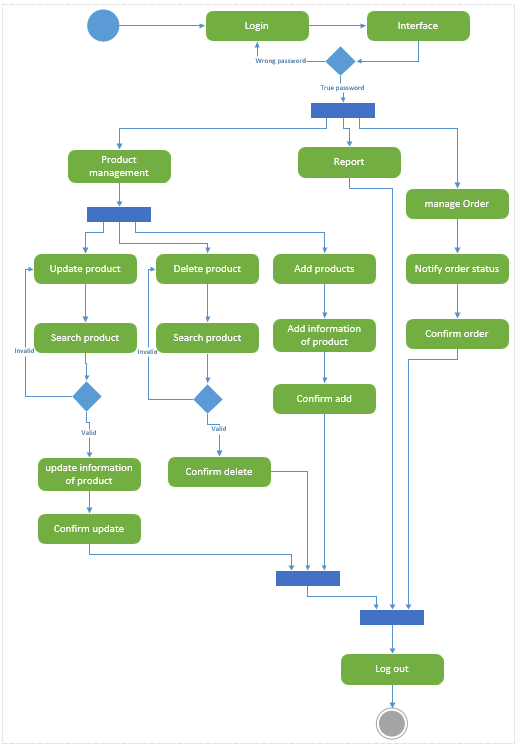 Login
Interface
Wrong password
True password
Product
management
Report
manage Order
Update product
Delete product
Add products
Notify order status
Search product
Search product
Add information
of product
Confirm order
Invalid
Invalid
Confirm add
Valid
Valid
update information
of product
Confirm delete
Confirm update
Log out